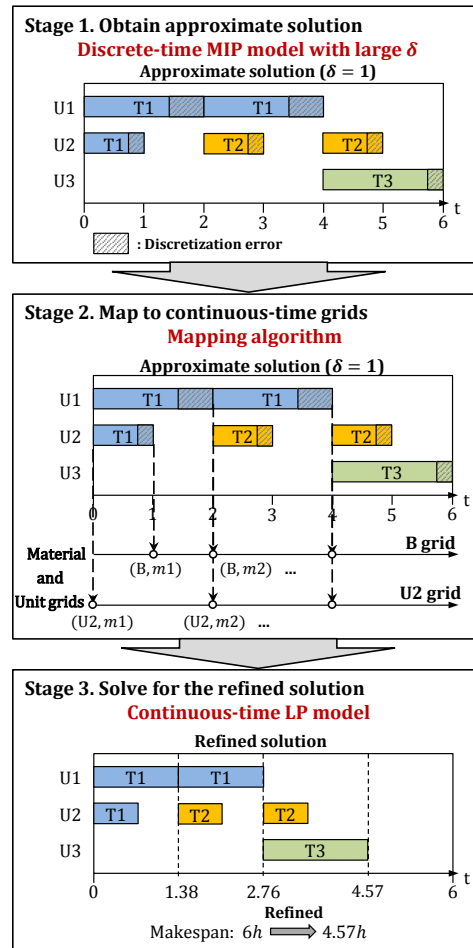 Stage 1. Obtain approximate solution
Discrete-time MIP model with large δ
Approximate solution (δ = 1)
U1 T1 T1
U2 T1 T2 T2
U3 T3
0 1 2 3 4 5 6 t
: Discretization error
Stage 2. Map to continuous-time grids
Mapping algorithm
Approximate solution (δ = 1)
U1 T1 T1
U2 T1 T2 T2
U3 T3
0 1 2 3 4 5 6 t
B grid
Material
and
Unit grids
(B, m1) (B, m2) ...
U2 grid
(U2, m1) (U2, m2) ...
Stage 3. Solve for the refined solution
Continuous-time LP model
Refined solution
U1 T1 T1
U2 T1 T2 T2
U3 T3
0 1.38 2.76 4.57 6 t
Refined
Makespan: 6h 4.57h